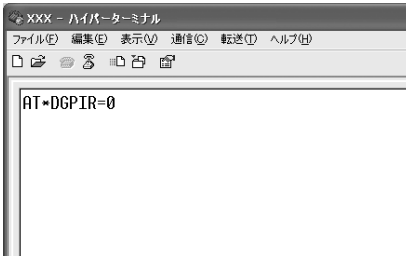 XXX - ハイパーターミナル
ファイル(F) 編集(E) 表示(V) 通信(C) 転送(T) ヘルプ(H)
AT*DGPIR=0